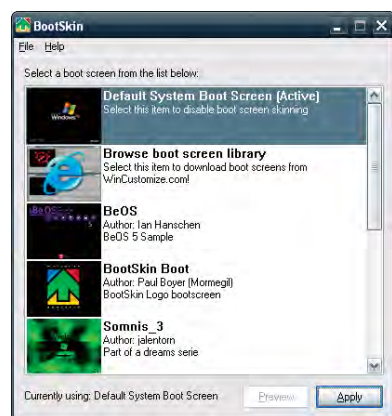 BootSkin
File Help
Select a boot screen from the list below:
Default System Boot Screen (Active)
Select this item to disable boot screen skinning
Windows
Browse boot screen library
Select this item to download boot screens from
WinCustomize.com!
BeOS
Author: Ian Hanschen
BeOS 5 Sample
BootSkin Boot
Author: Paul Boyer (Mormegil)
BootSkin Logo bootscreen
Somnis_3
Author: jalentorn
Part of a dreams serie
Currently using: Default System Boot Screen
Preview
Apply